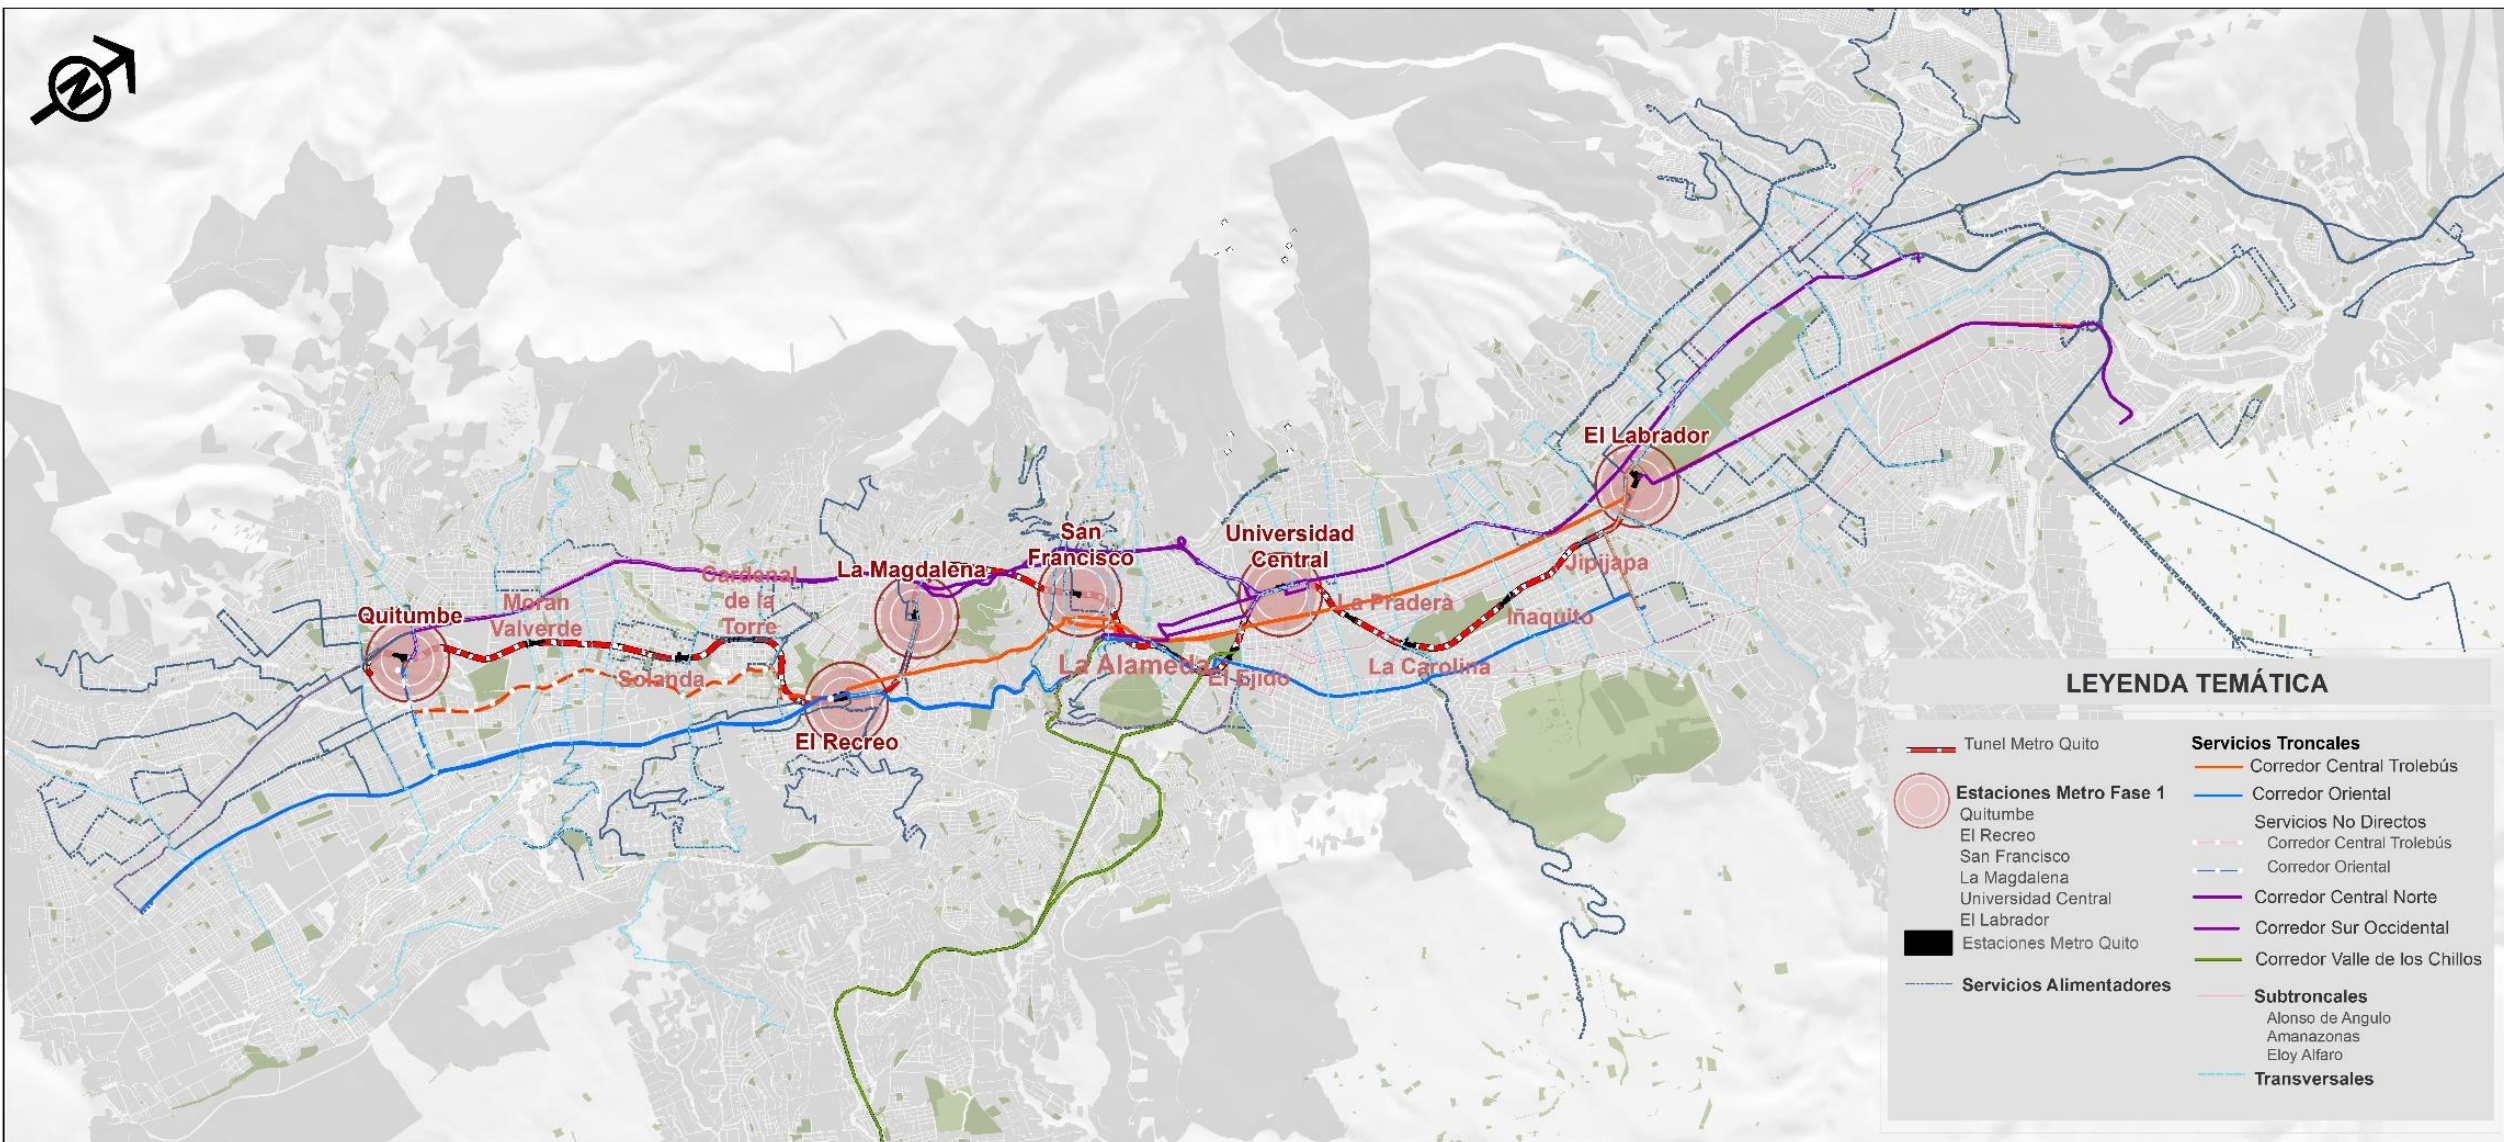 N
El Labrador
San
Francisco
Universidad
Central
La Magdalena
Cardenal
de la
Torre
Jipijapa
Quitumbe
Moran
Valverde
La Pradera
Iñaquito
Solanda
La Alameda
El Ejido
La Carolina
El Recreo
LEYENDA TEMÁTICA
Tunel Metro Quito
Estaciones Metro Fase 1
Quitumbe
El Recreo
San Francisco
La Magdalena
Universidad Central
El Labrador
Estaciones Metro Quito
Servicios Alimentadores
Servicios Troncales
Corredor Central Trolebús
Corredor Oriental
Servicios No Directos
Corredor Central Trolebús
Corredor Oriental
Corredor Central Norte
Corredor Sur Occidental
Corredor Valle de los Chillos
Subtroncales
Alonso de Angulo
Amanazonas
Eloy Alfaro
Transversales